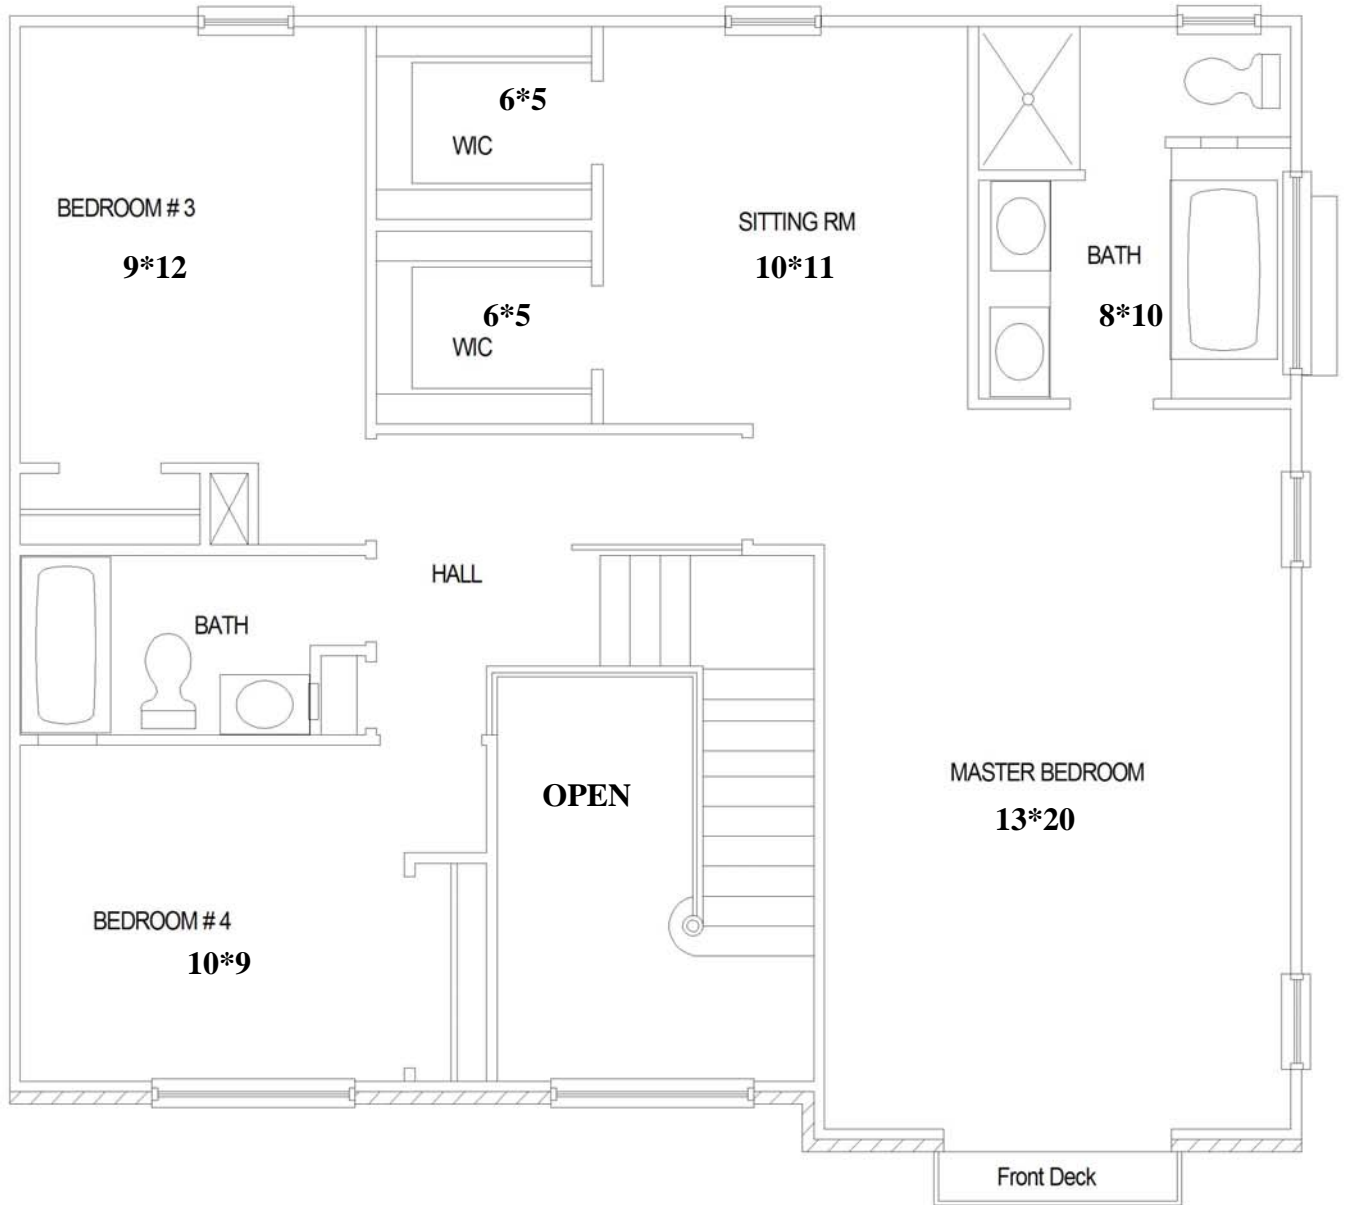 6*5
WIC
BEDROOM # 3
9*12
SITTING RM
10*11
BATH
8*10
6*5
WIC
HALL
BATH
OPEN
MASTER BEDROOM
13*20
BEDROOM # 4
10*9
Front Deck